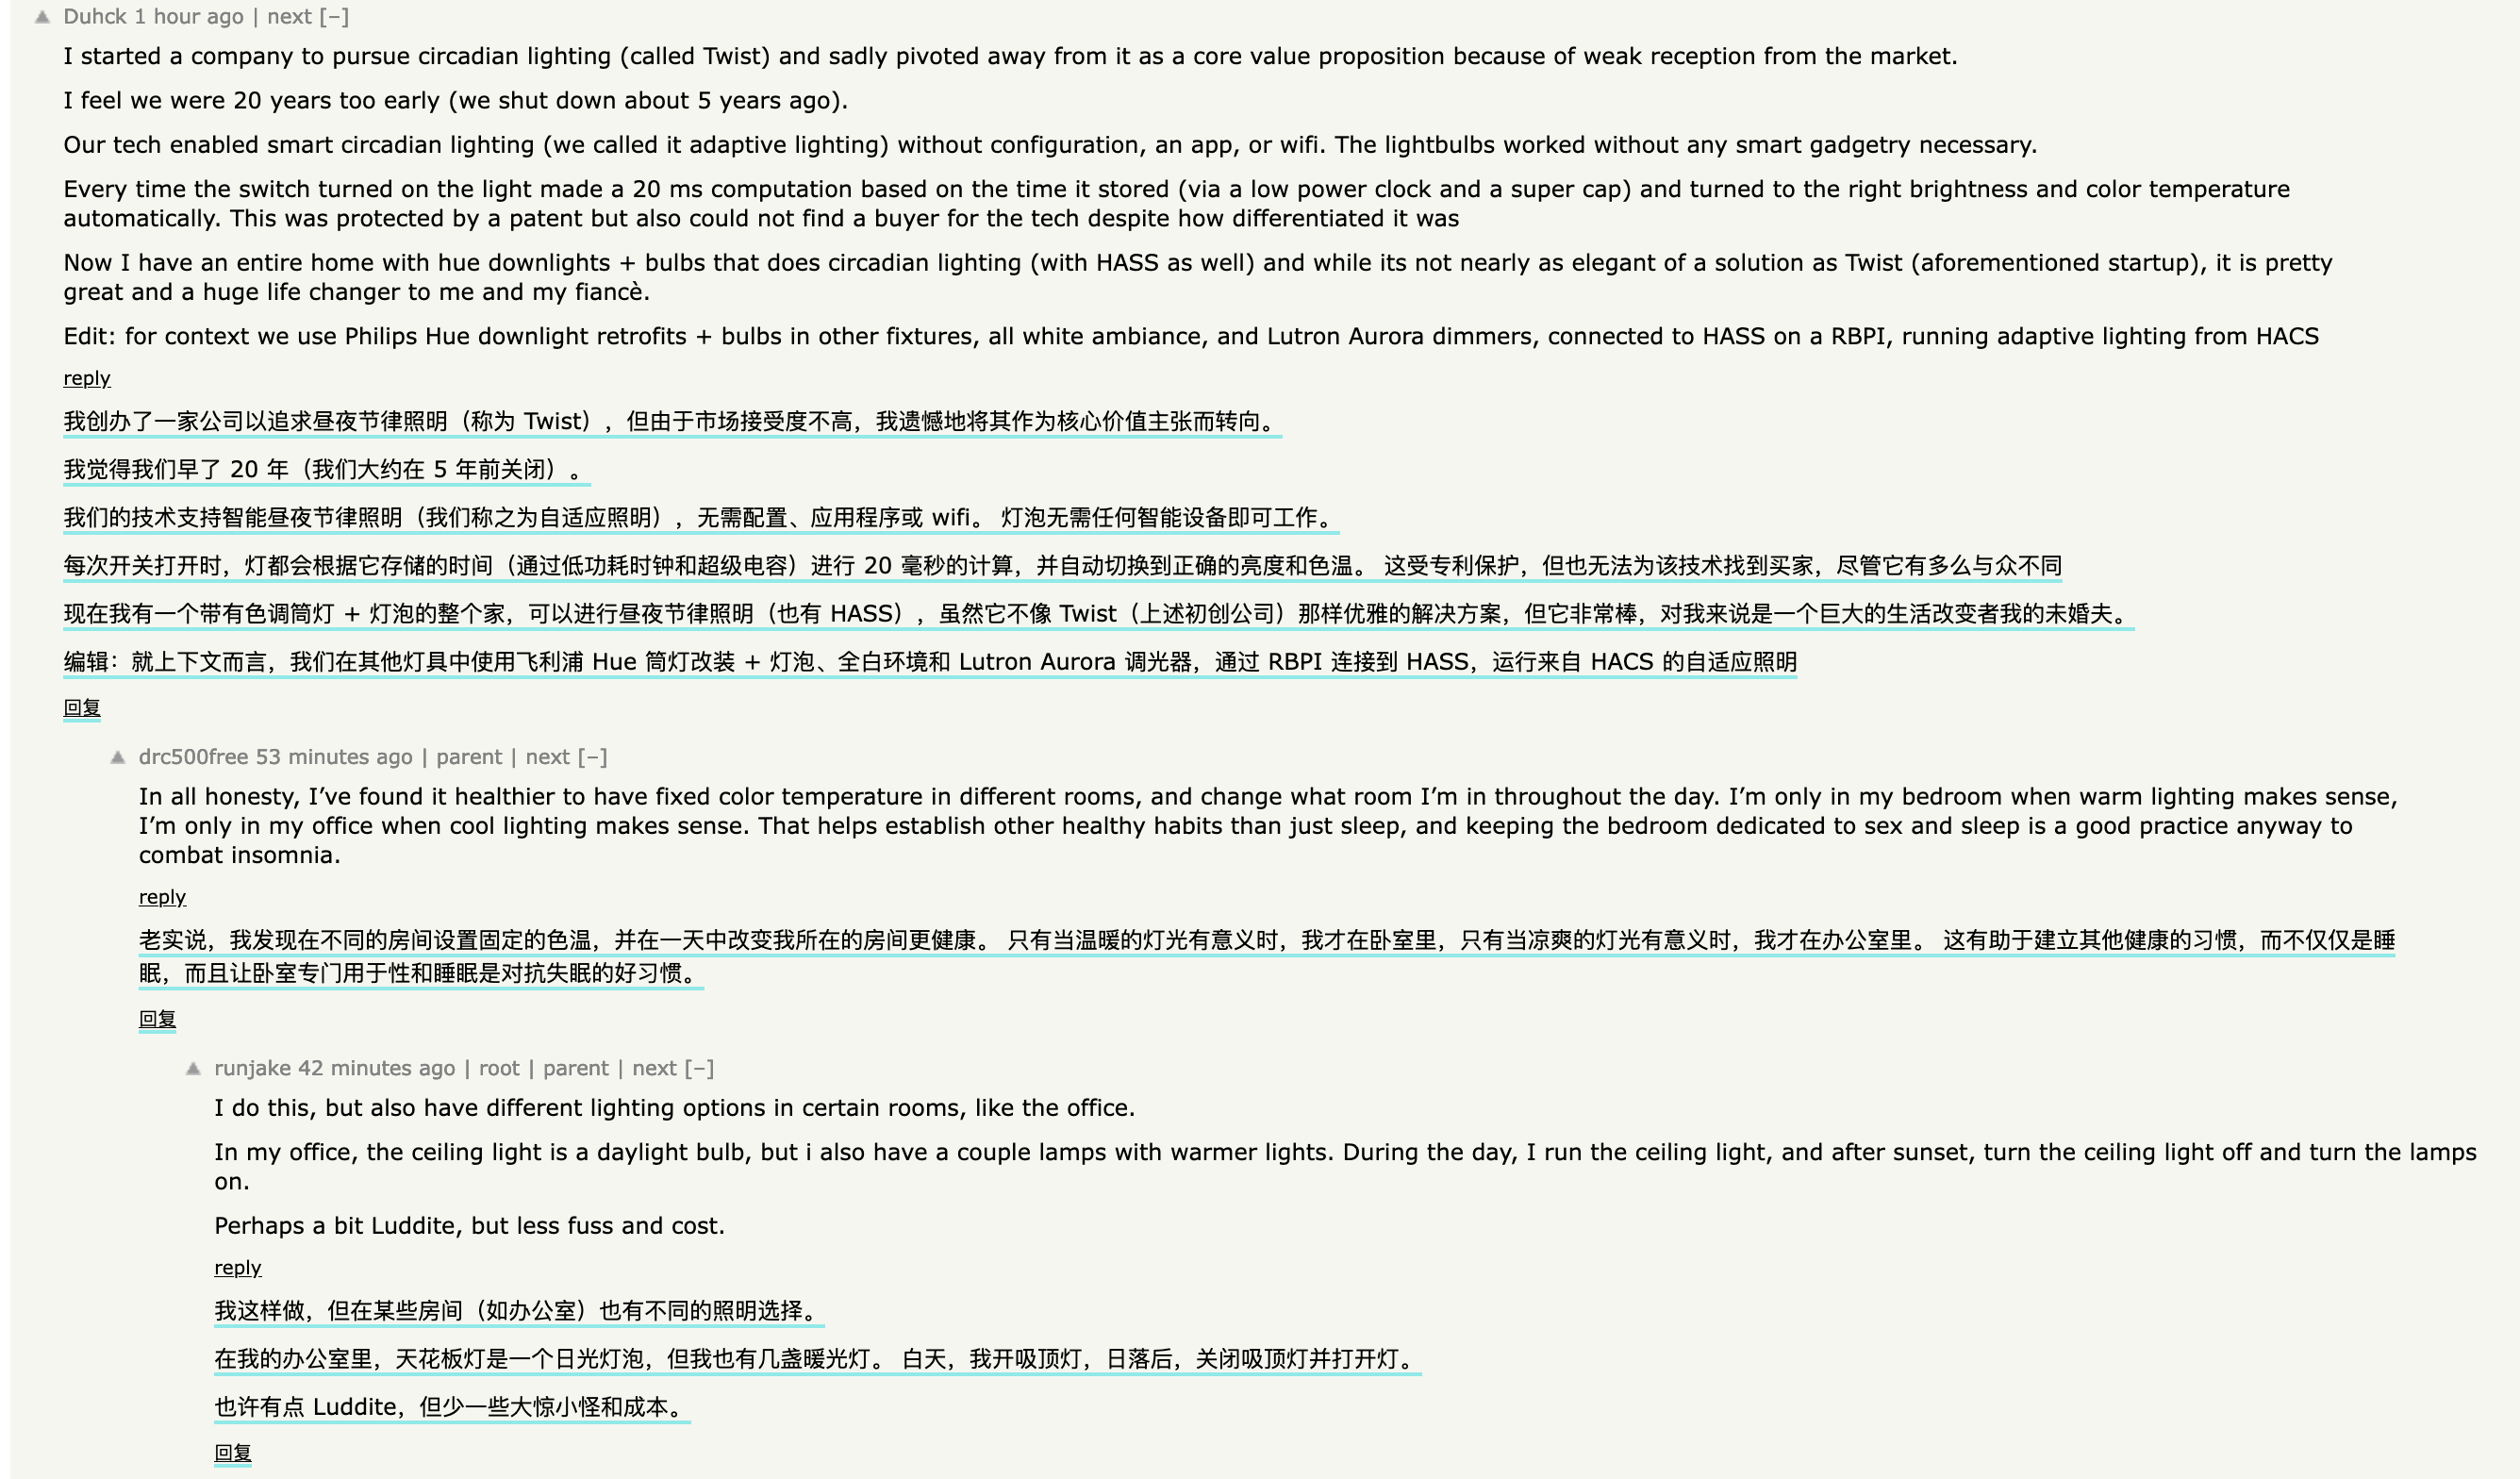 ▲ Duhck 1 hour ago | next [–]
I started a company to pursue circadian lighting (called Twist) and sadly pivoted away from it as a core value proposition because of weak reception from the market.
I feel we were 20 years too early (we shut down about 5 years ago).
Our tech enabled smart circadian lighting (we called it adaptive lighting) without configuration, an app, or wifi. The lightbulbs worked without any smart gadgetry necessary.
Every time the switch turned on the light made a 20 ms computation based on the time it stored (via a low power clock and a super cap) and turned to the right brightness and color temperature
automatically. This was protected by a patent but also could not find a buyer for the tech despite how differentiated it was
Now I have an entire home with hue downlights + bulbs that does circadian lighting (with HASS as well) and while its not nearly as elegant of a solution as Twist (aforementioned startup), it is pretty
great and a huge life changer to me and my fiancè.
Edit: for context we use Philips Hue downlight retrofits + bulbs in other fixtures, all white ambiance, and Lutron Aurora dimmers, connected to HASS on a RBPI, running adaptive lighting from HACS
reply
我创办了一家公司以追求昼夜节律照明（称为 Twist），但由于市场接受度不高，我遗憾地将其作为核心价值主张而转向。
我觉得我们早了 20 年（我们大约在 5 年前关闭）。
我们的技术支持智能昼夜节律照明（我们称之为自适应照明），无需配置、应用程序或 wifi。 灯泡无需任何智能设备即可工作。
每次开关打开时，灯都会根据它存储的时间（通过低功耗时钟和超级电容）进行 20 毫秒的计算，并自动切换到正确的亮度和色温。 这受专利保护，但也无法为该技术找到买家，尽管它有多么与众不同
现在我有一个带有色调筒灯 + 灯泡的整个家，可以进行昼夜节律照明（也有 HASS），虽然它不像 Twist（上述初创公司）那样优雅的解决方案，但它非常棒，对我来说是一个巨大的生活改变者我的未婚夫。
编辑：就上下文而言，我们在其他灯具中使用飞利浦 Hue 筒灯改装 + 灯泡、全白环境和 Lutron Aurora 调光器，通过 RBPI 连接到 HASS，运行来自 HACS 的自适应照明
回复
▲ drc500free 53 minutes ago | parent | next [–]
In all honesty, I’ve found it healthier to have fixed color temperature in different rooms, and change what room I’m in throughout the day. I’m only in my bedroom when warm lighting makes sense,
I’m only in my office when cool lighting makes sense. That helps establish other healthy habits than just sleep, and keeping the bedroom dedicated to sex and sleep is a good practice anyway to
combat insomnia.
reply
老实说，我发现在不同的房间设置固定的色温，并在一天中改变我所在的房间更健康。 只有当温暖的灯光有意义时，我才在卧室里，只有当凉爽的灯光有意义时，我才在办公室里。 这有助于建立其他健康的习惯，而不仅仅是睡
眠，而且让卧室专门用于性和睡眠是对抗失眠的好习惯。
回复
▲ runjake 42 minutes ago | root | parent | next [–]
I do this, but also have different lighting options in certain rooms, like the office.
In my office, the ceiling light is a daylight bulb, but i also have a couple lamps with warmer lights. During the day, I run the ceiling light, and after sunset, turn the ceiling light off and turn the lamps
on.
Perhaps a bit Luddite, but less fuss and cost.
reply
我这样做，但在某些房间（如办公室）也有不同的照明选择。
在我的办公室里，天花板灯是一个日光灯泡，但我也有几盏暖光灯。 白天，我开吸顶灯，日落后，关闭吸顶灯并打开灯。
也许有点 Luddite，但少一些大惊小怪和成本。
回复